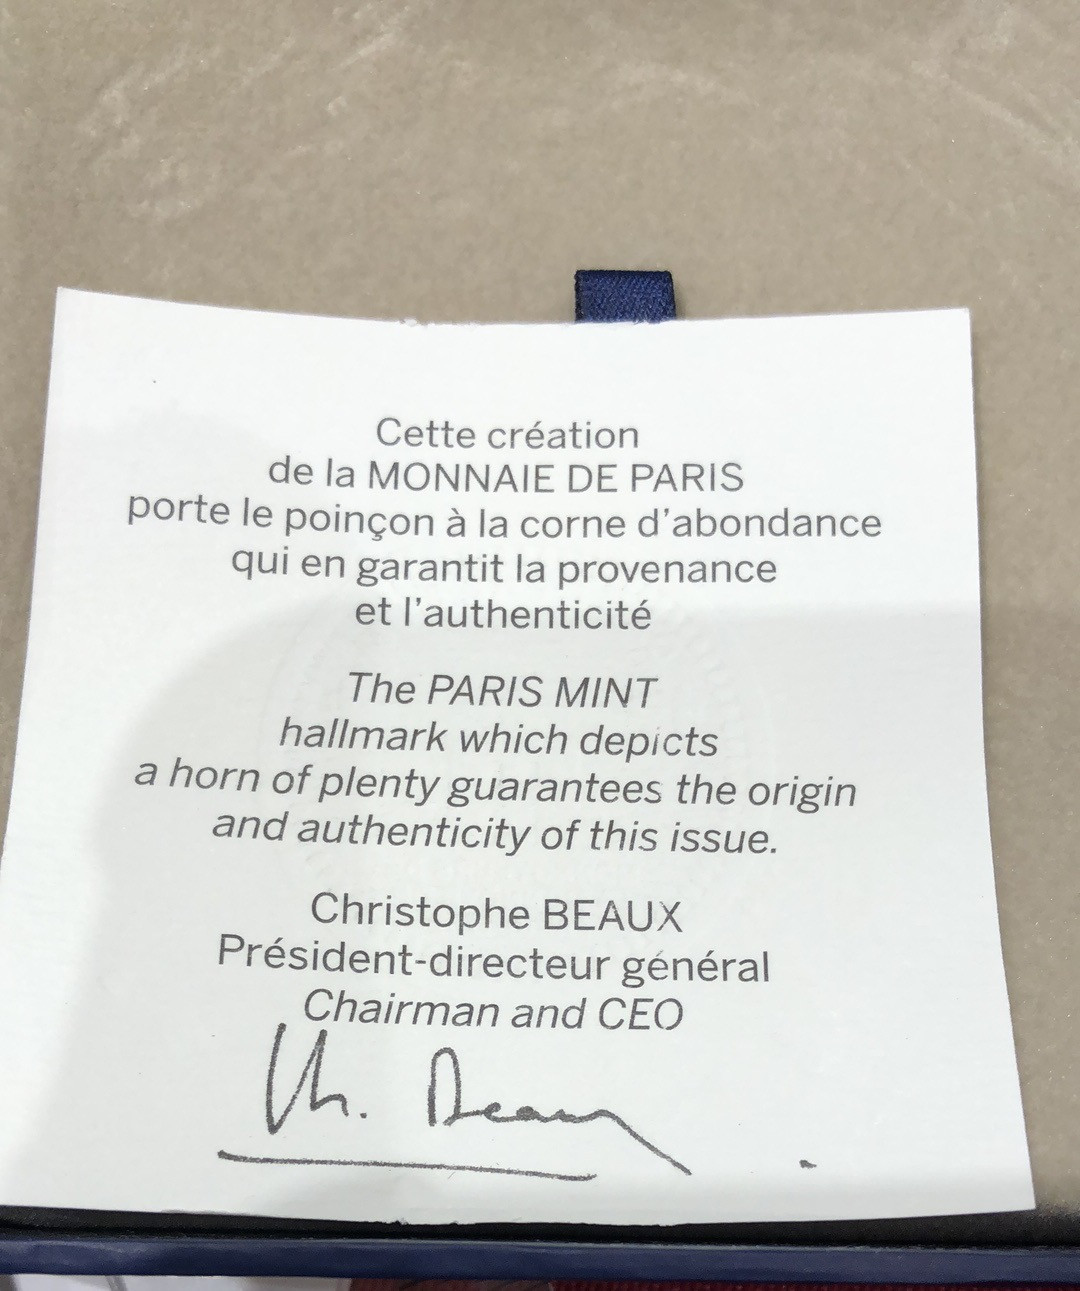 Cette création
de la MONNAIE DE PARIS
porte le poinçon à la corne d'abondance
qui en garantit la provenance
et l'authenticité
The PARIS MINT
hallmark which depicts
a horn of plenty guarantees the origin
and authenticity of this issue.
Christophe BEAUX
Président-directeur général
Chairman and CEO
Ch. Beaux